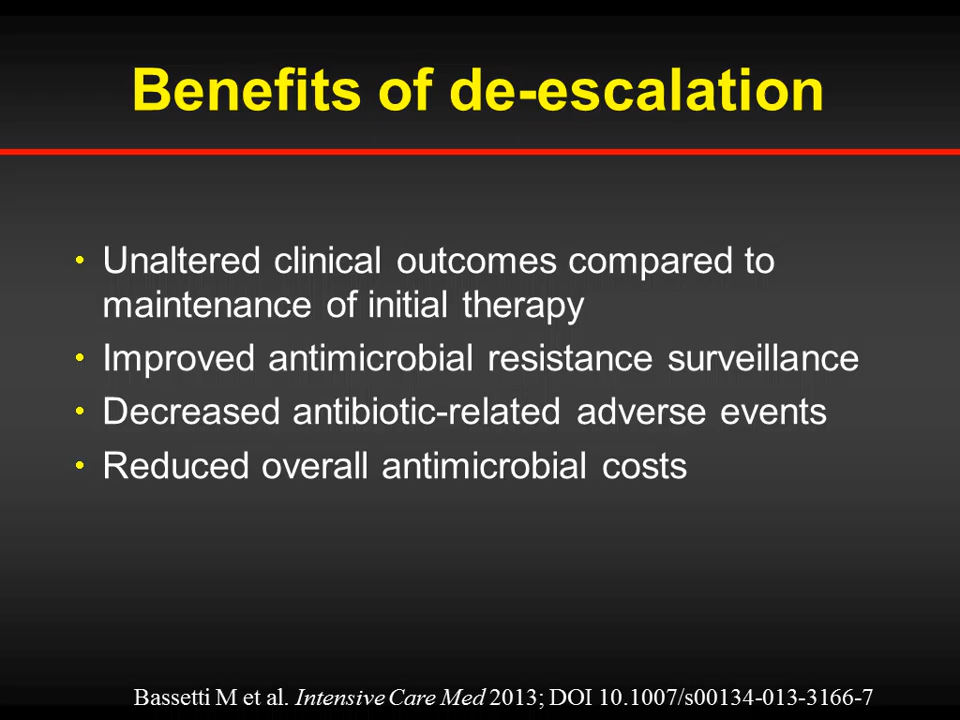 Benefits of de-escalation
• Unaltered clinical outcomes compared to
maintenance of initial therapy
• Improved antimicrobial resistance surveillance
• Decreased antibiotic-related adverse events
• Reduced overall antimicrobial costs
Bassetti M et al. Intensive Care Med 2013; DOI 10.1007/s00134-013-3166-7